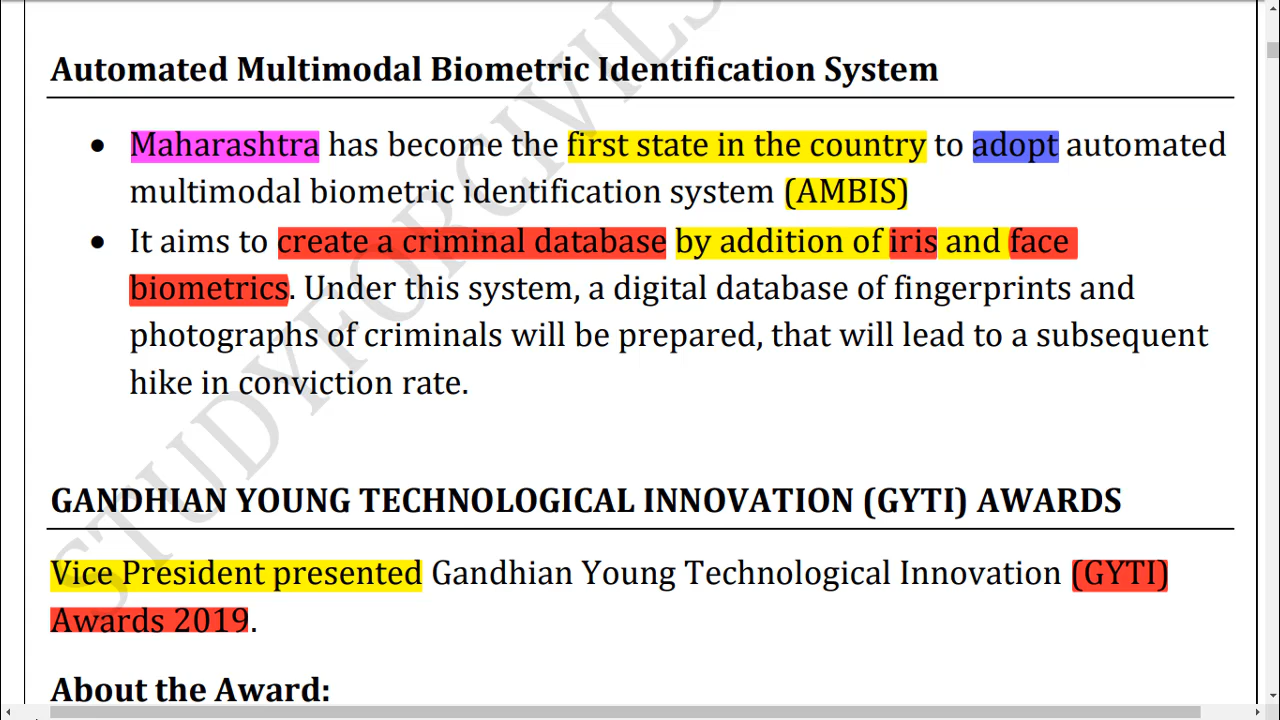 Automated Multimodal Biometric Identification System
• Maharashtra has become the first state in the country to adopt automated
multimodal biometric identification system (AMBIS)
• It aims to create a criminal database by addition of iris and face
biometrics. Under this system, a digital database of fingerprints and
photographs of criminals will be prepared, that will lead to a subsequent
hike in conviction rate.
GANDHIAN YOUNG TECHNOLOGICAL INNOVATION (GYTI) AWARDS
Vice President presented Gandhian Young Technological Innovation (GYTI)
Awards 2019.
About the Award:
STUDYFORCIVILS